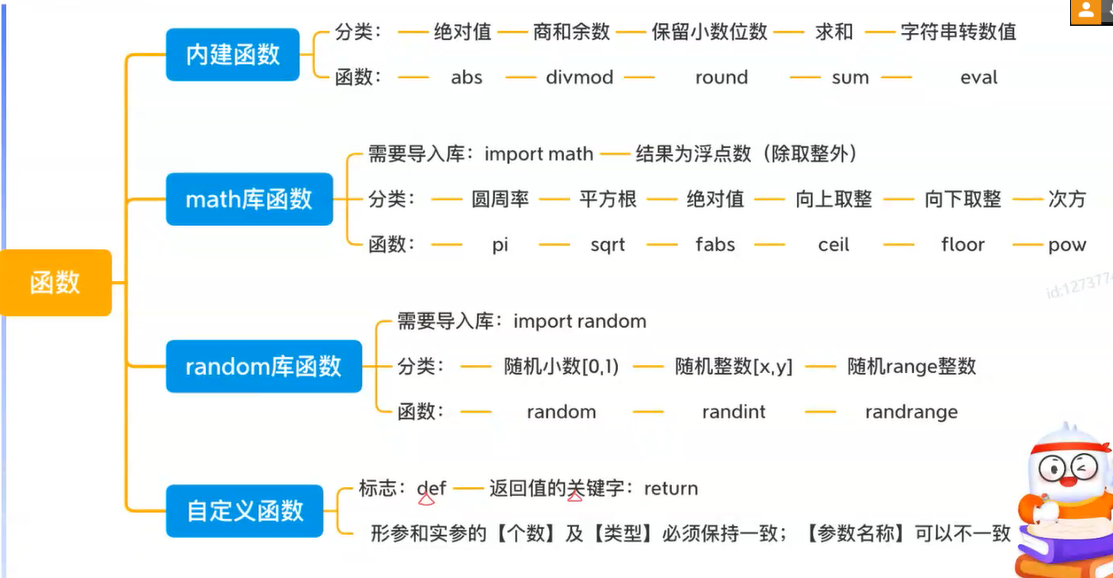 函数
内建函数
分类： 绝对值 商和余数 保留小数位数 求和 字符串转数值
函数： abs divmod round sum eval
math库函数
需要导入库：import math 结果为浮点数（除取整外）
分类： 圆周率 平方根 绝对值 向上取整 向下取整 次方
函数： pi sqrt fabs ceil floor pow
random库函数
需要导入库：import random
分类： 随机小数[0,1) 随机整数[x,y] 随机range整数
函数： random randint randrange
自定义函数
标志：def 返回值的关键字：return
形参和实参的【个数】及【类型】必须保持一致；【参数名称】可以不一致